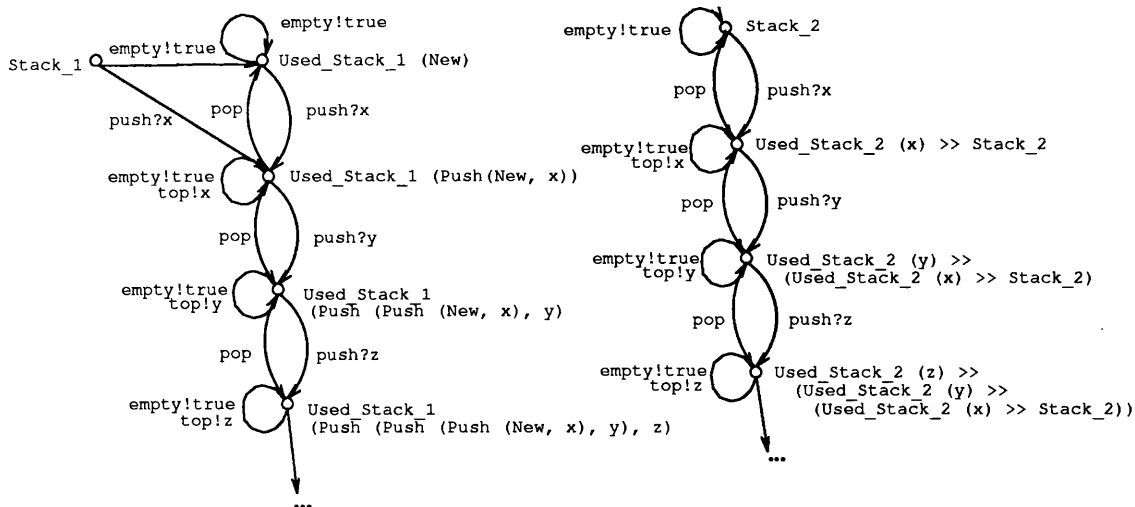 empty!true
empty!true
Stack_1
Used_Stack_1 (New)
pop
push?x
push?x
empty!true
top!x
Used_Stack_1 (Push(New, x))
pop
push?y
empty!true
top!y
Used_Stack_1
(Push (Push (New, x), y)
pop
push?z
empty!true
top!z
Used_Stack_1
(Push (Push (Push (New, x), y), z)
...
empty!true
Stack_2
pop
push?x
empty!true
top!x
Used_Stack_2 (x) >> Stack_2
pop
push?y
empty!true
top!y
Used_Stack_2 (y) >>
(Used_Stack_2 (x) >> Stack_2)
pop
push?z
empty!true
top!z
Used_Stack_2 (z) >>
(Used_Stack_2 (y) >>
(Used_Stack_2 (x) >> Stack_2))
...